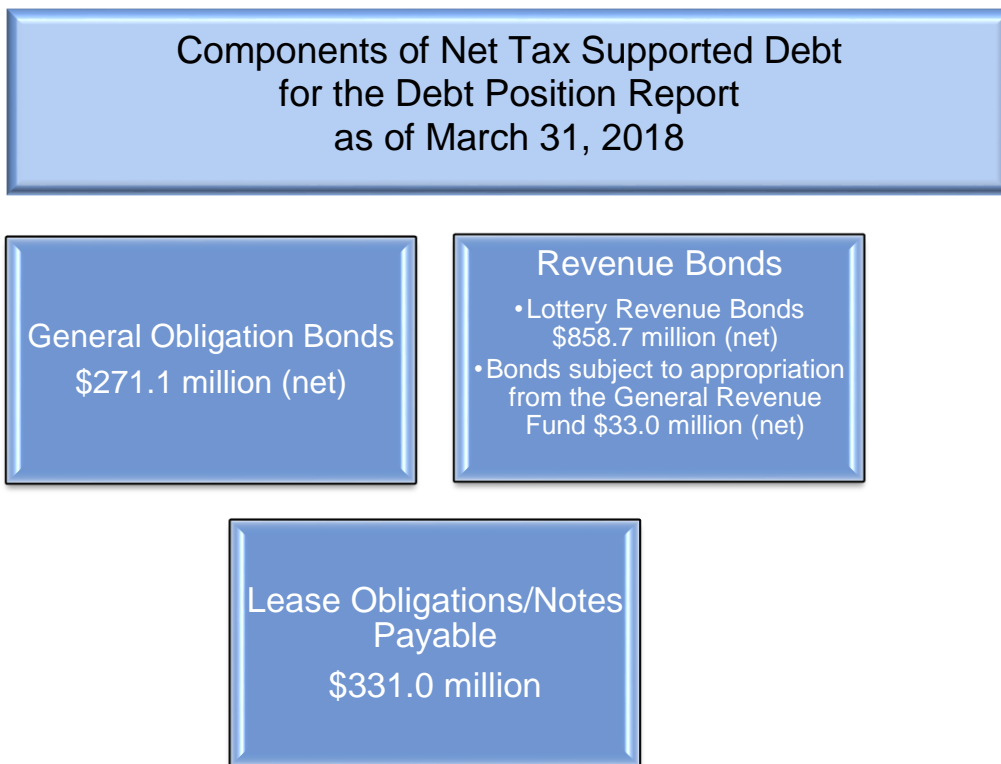 Components of Net Tax Supported Debt
for the Debt Position Report
as of March 31, 2018
General Obligation Bonds
$271.1 million (net)
Revenue Bonds
•Lottery Revenue Bonds
$858.7 million (net)
•Bonds subject to appropriation
from the General Revenue
Fund $33.0 million (net)
Lease Obligations/Notes
Payable
$331.0 million